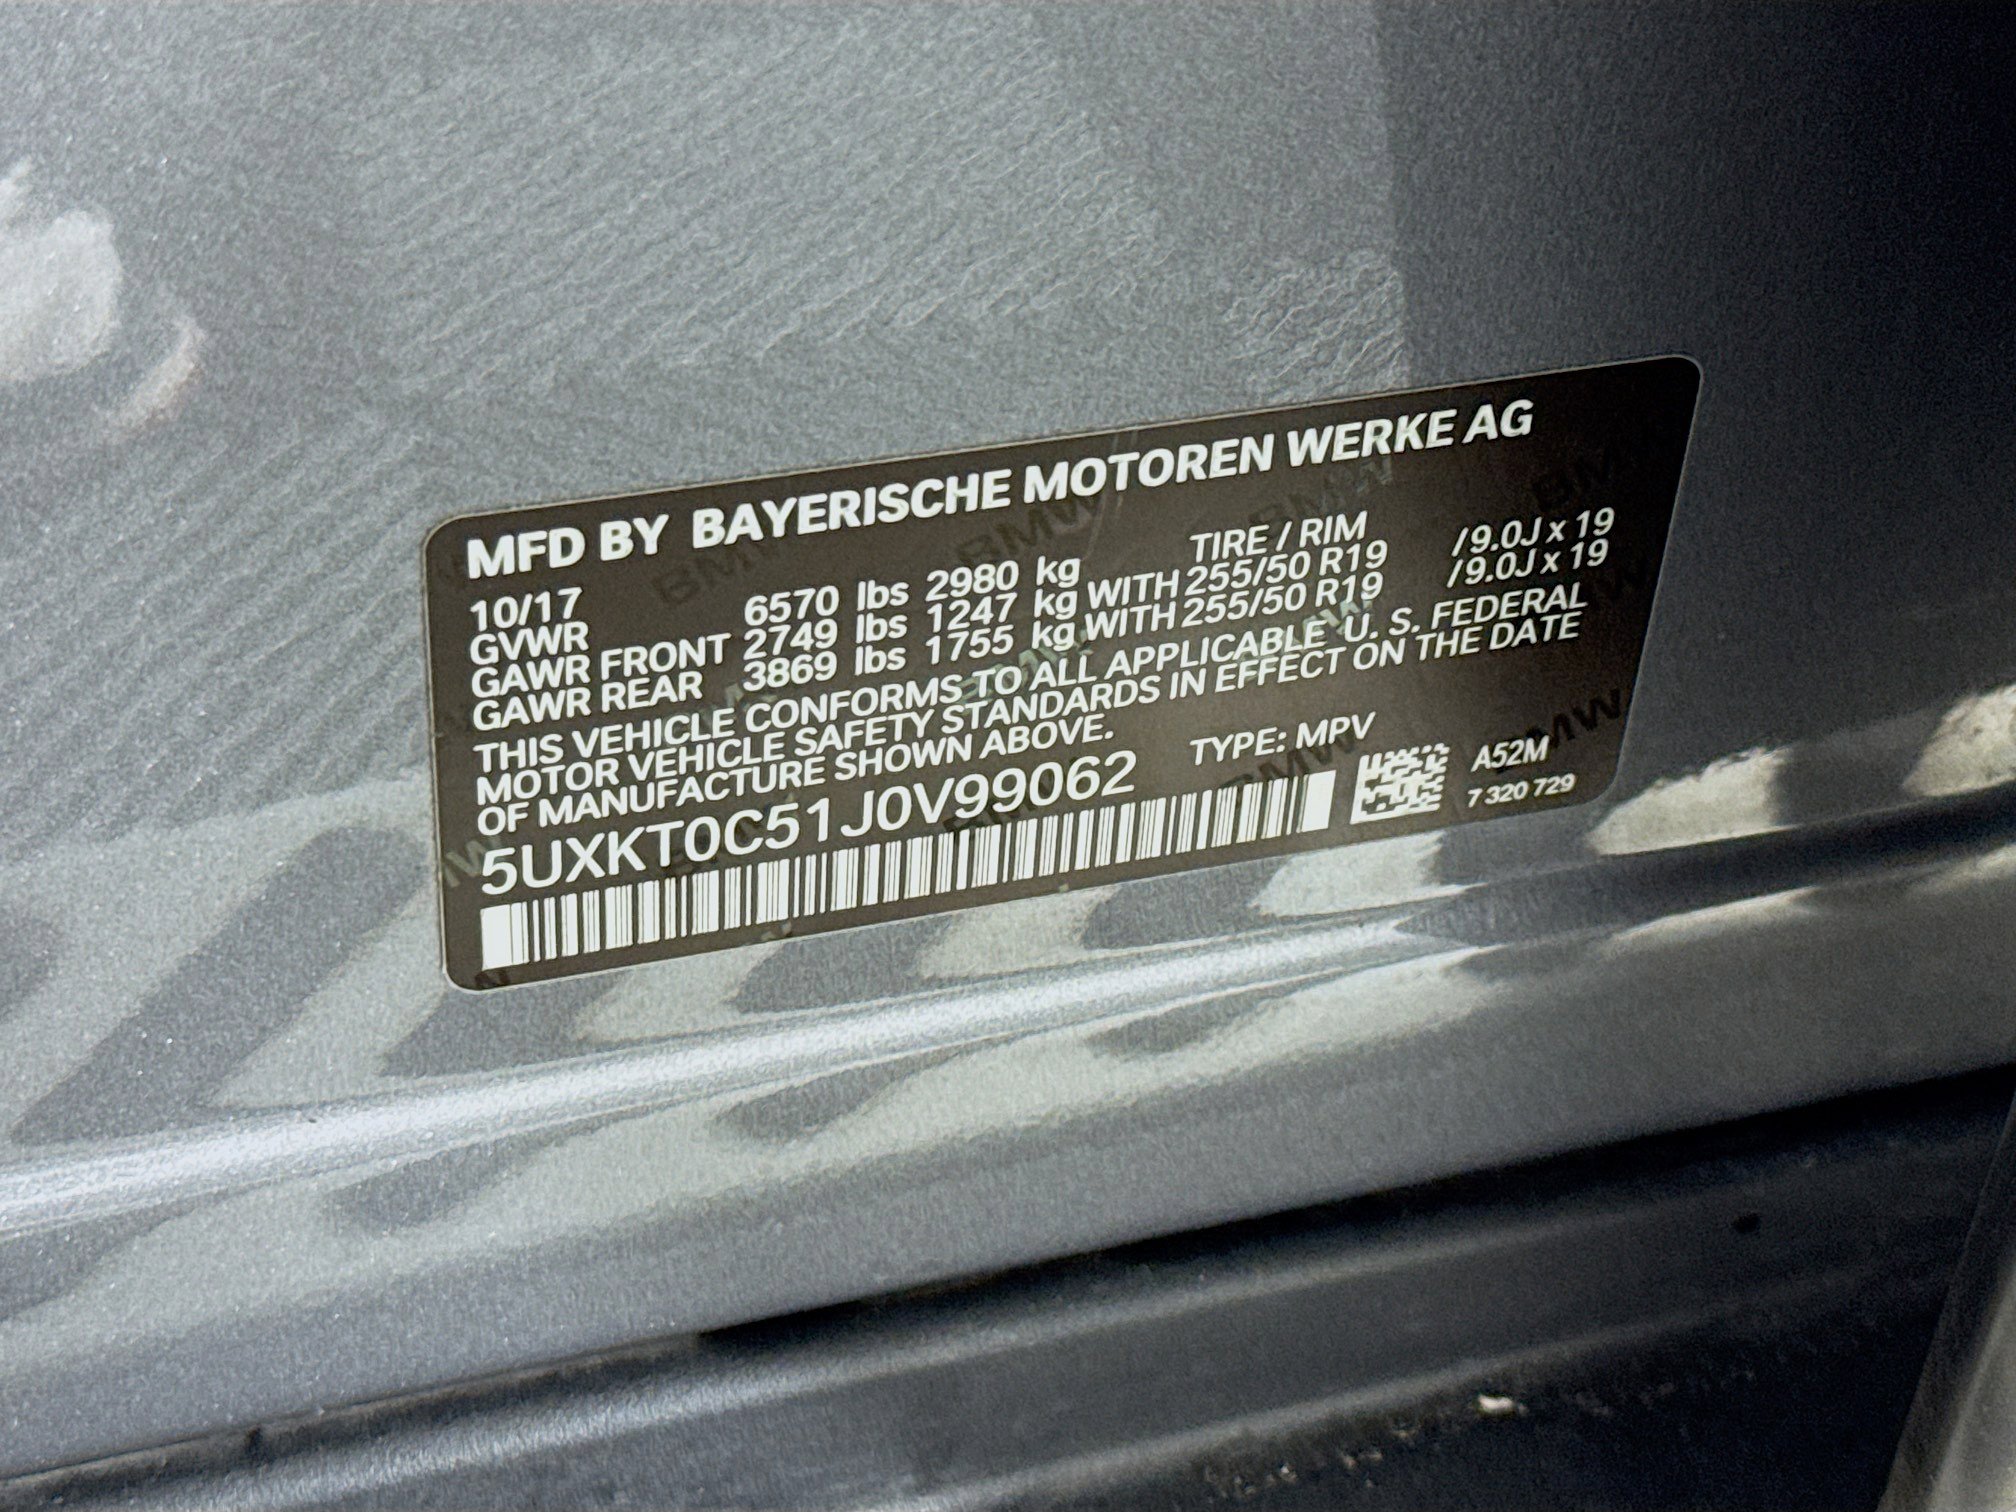 MFD BY BAYERISCHE MOTOREN WERKE AG
10/17 TIRE / RIM
GVWR 6570 lbs 2980 kg
GAWR FRONT 2749 lbs 1247 kg WITH 255/50 R19 /9.0J x 19
GAWR REAR 3869 lbs 1755 kg WITH 255/50 R19 /9.0J x 19
THIS VEHICLE CONFORMS TO ALL APPLICABLE U. S. FEDERAL
MOTOR VEHICLE SAFETY STANDARDS IN EFFECT ON THE DATE
OF MANUFACTURE SHOWN ABOVE.
5UXKT0C51J0V99062 TYPE: MPV
A52M
7 320 729